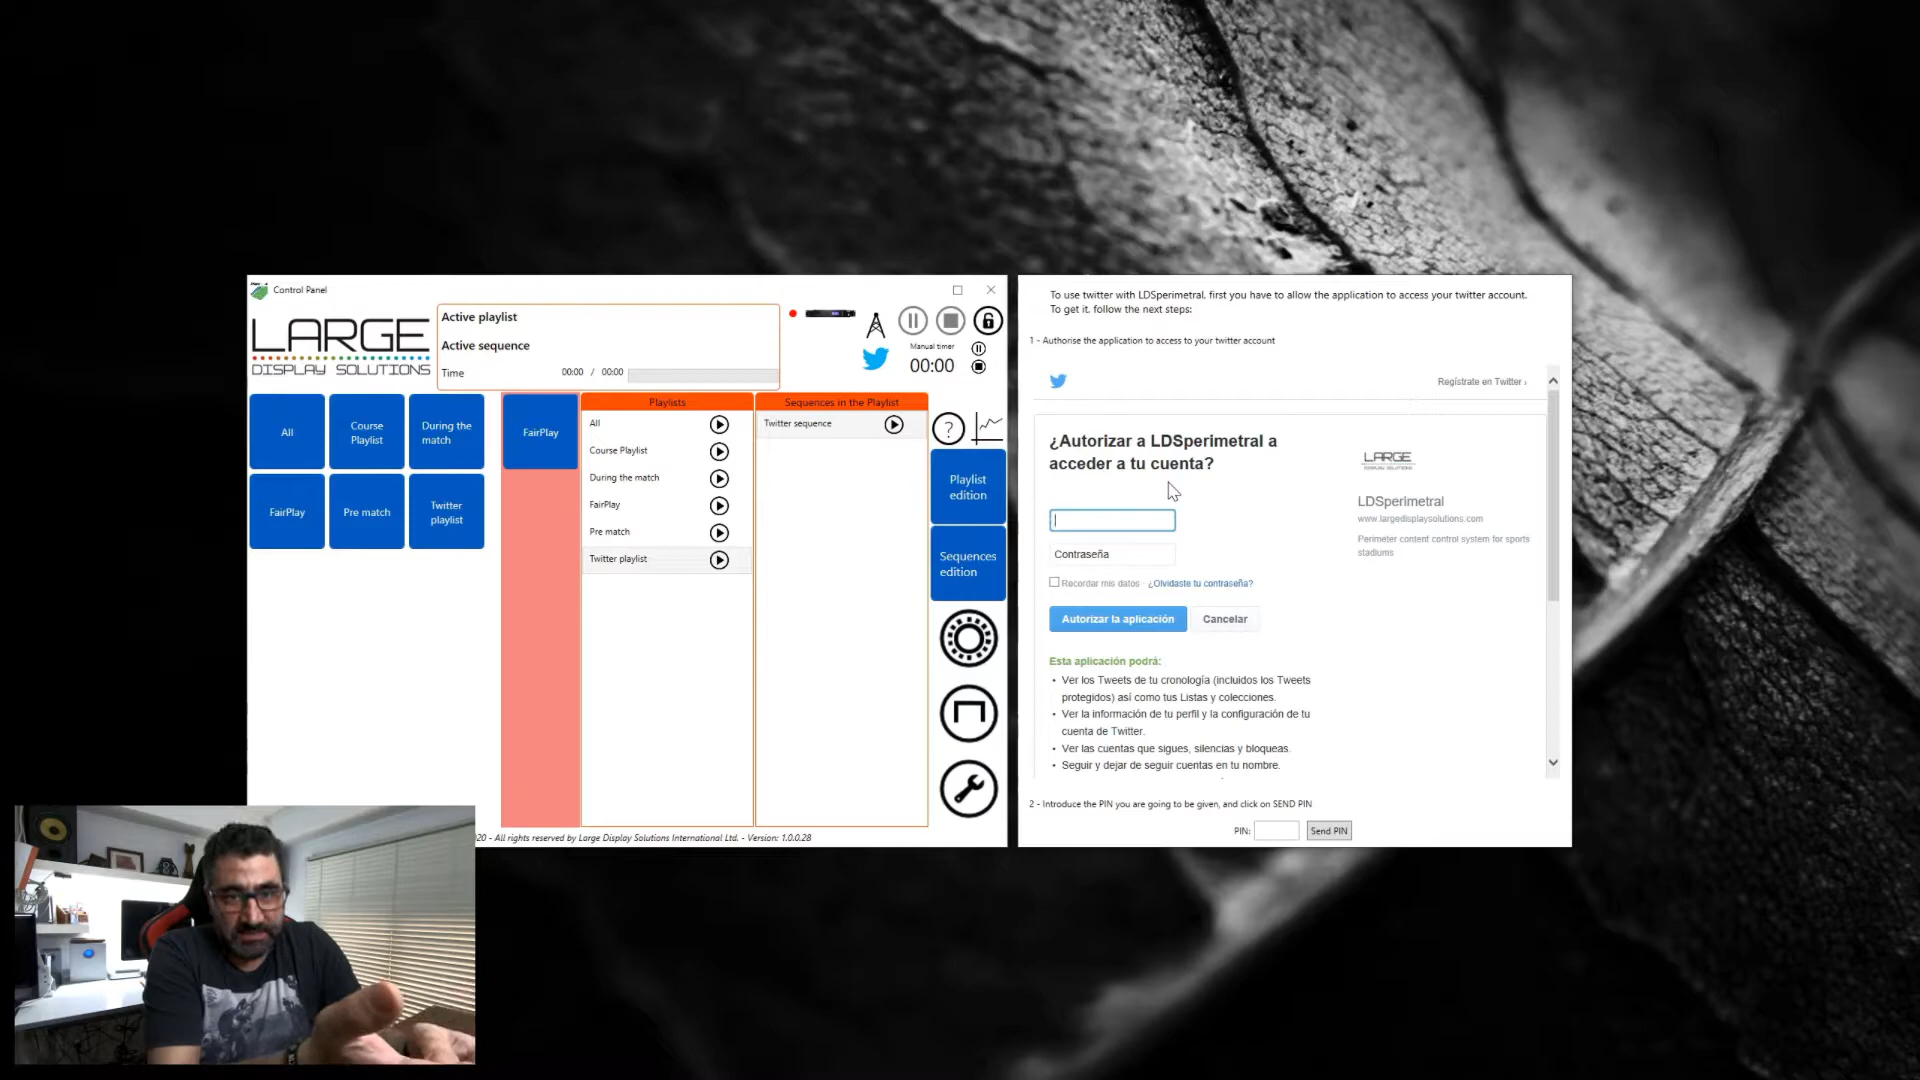 Control Panel
LARGE
DISPLAY SOLUTIONS
Active playlist
Active sequence
Time
00:00 / 00:00
Manual timer
00:00
All
Course
Playlist
During the
match
FairPlay
Pre match
Twitter
playlist
FairPlay
Playlists
All
Course Playlist
During the match
FairPlay
Pre match
Twitter playlist
Sequences in the Playlist
Twitter sequence
?
Playlist
edition
Sequences
edition
20 - All rights reserved by Large Display Solutions International Ltd. - Version: 1.0.0.28
To use twitter with LDSperimetral, first you have to allow the application to access your twitter account.
To get it, follow the next steps:
1 - Authorise the application to access to your twitter account
Regístrate en Twitter ›
¿Autorizar a LDSperimetral a
acceder a tu cuenta?
Contraseña
Recordar mis datos · ¿Olvidaste tu contraseña?
Autorizar la aplicación
Cancelar
LARGE
DISPLAY SOLUTIONS
LDSperimetral
www.largedisplaysolutions.com
Perimeter content control system for sports
stadiums
Esta aplicación podrá:
• Ver los Tweets de tu cronología (incluidos los Tweets
protegidos) así como tus Listas y colecciones.
• Ver la información de tu perfil y la configuración de tu
cuenta de Twitter.
• Ver las cuentas que sigues, silencias y bloqueas.
• Seguir y dejar de seguir cuentas en tu nombre.
2 - Introduce the PIN you are going to be given, and click on SEND PIN
PIN:
Send PIN